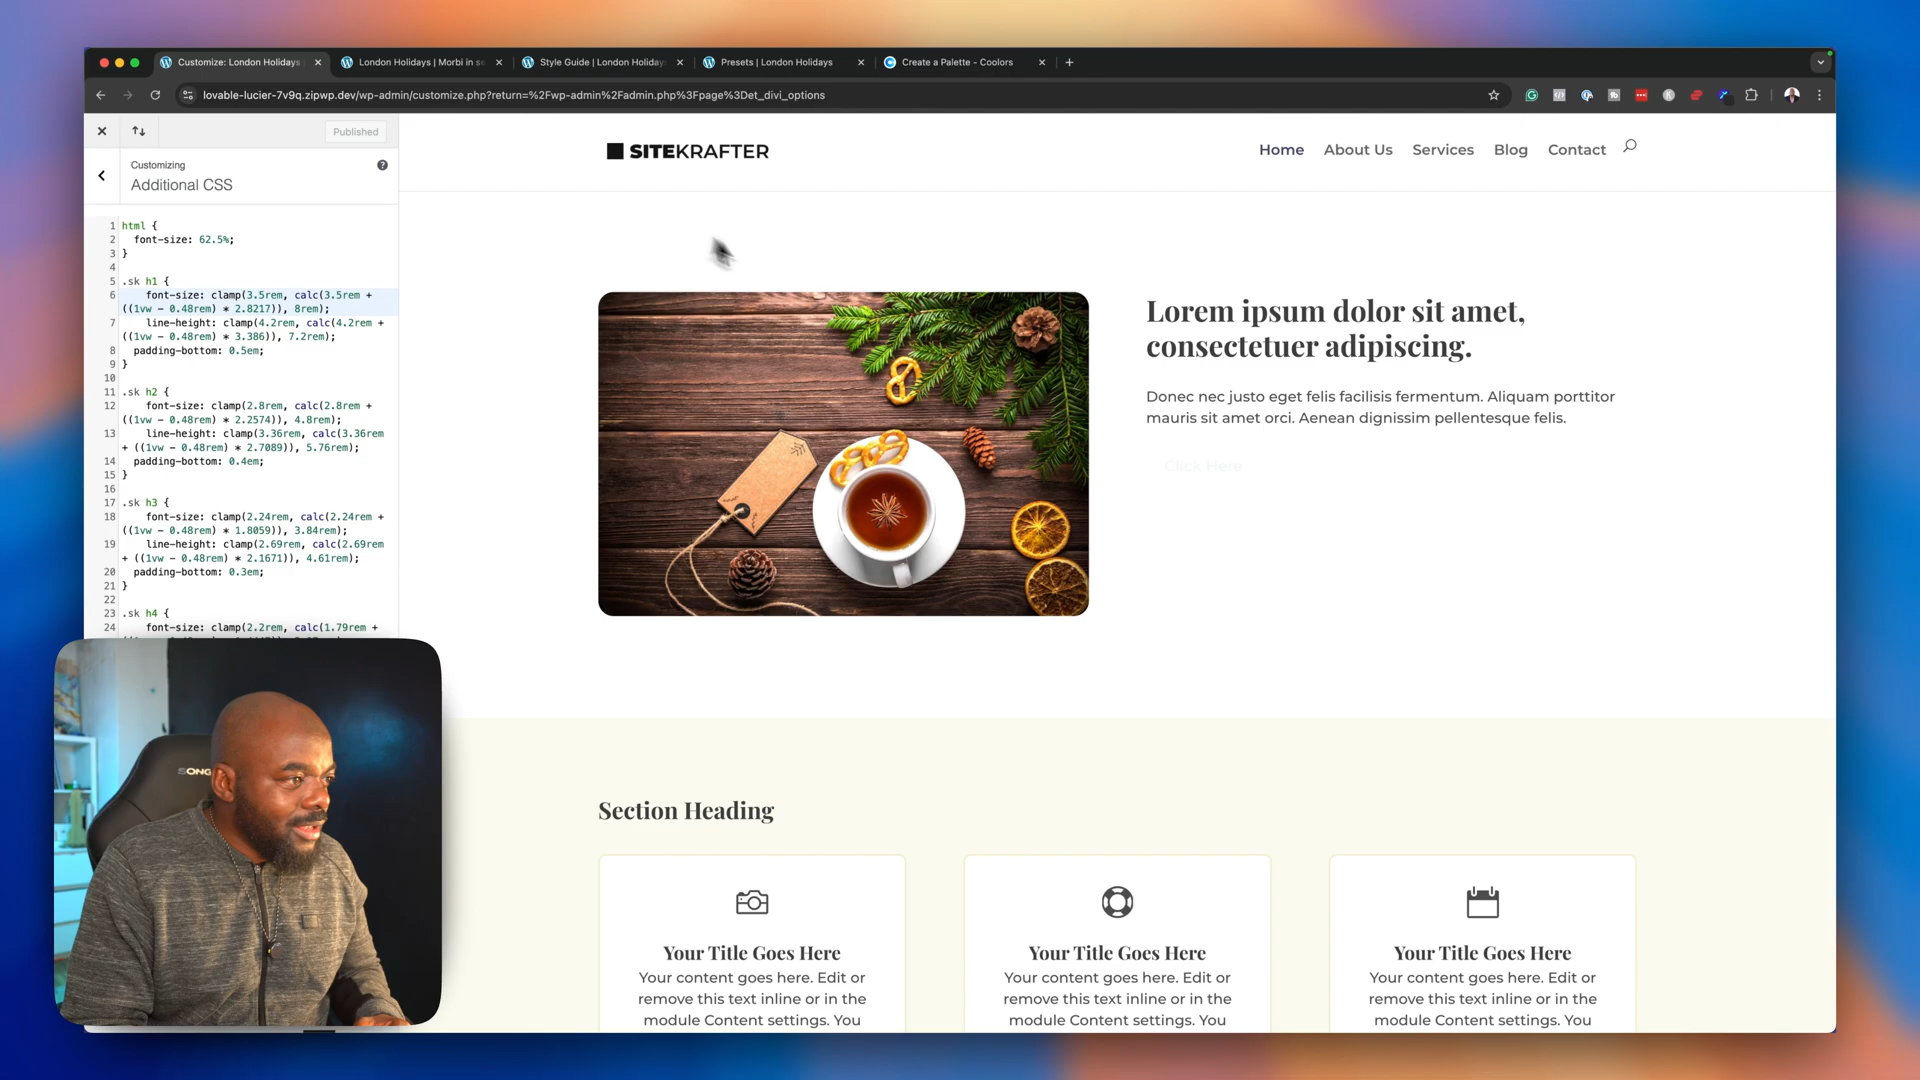 Customize: London Holidays
London Holidays | Morbi in se
Style Guide | London Holiday
Presets | London Holidays
Create a Palette - Coolors
lovable-lucier-7v9q.zipwp.dev/wp-admin/customize.php?return=%2Fwp-admin%2Fadmin.php%3Fpage%3Det_divi_options
Published
Customizing
Additional CSS
1 html {
2 font-size: 62.5%;
3 }
4
5 .sk h1 {
6 font-size: clamp(3.5rem, calc(3.5rem +
((1vw - 0.48rem) * 2.8217)), 8rem);
7 line-height: clamp(4.2rem, calc(4.2rem +
((1vw - 0.48rem) * 3.386)), 7.2rem);
8 padding-bottom: 0.5em;
9 }
10
11 .sk h2 {
12 font-size: clamp(2.8rem, calc(2.8rem +
((1vw - 0.48rem) * 2.2574)), 4.8rem);
13 line-height: clamp(3.36rem, calc(3.36rem
+ ((1vw - 0.48rem) * 2.7089)), 5.76rem);
14 padding-bottom: 0.4em;
15 }
16
17 .sk h3 {
18 font-size: clamp(2.24rem, calc(2.24rem +
((1vw - 0.48rem) * 1.8059)), 3.84rem);
19 line-height: clamp(2.69rem, calc(2.69rem
+ ((1vw - 0.48rem) * 2.1671)), 4.61rem);
20 padding-bottom: 0.3em;
21 }
22
23 .sk h4 {
24 font-size: clamp(2.2rem, calc(1.79rem +
SITEKRAFTER
Home About Us Services Blog Contact
Lorem ipsum dolor sit amet,
consectetuer adipiscing.
Donec nec justo eget felis facilisis fermentum. Aliquam porttitor
mauris sit amet orci. Aenean dignissim pellentesque felis.
Click Here
Section Heading
Your Title Goes Here
Your content goes here. Edit or
remove this text inline or in the
module Content settings. You
Your Title Goes Here
Your content goes here. Edit or
remove this text inline or in the
module Content settings. You
Your Title Goes Here
Your content goes here. Edit or
remove this text inline or in the
module Content settings. You
SONG